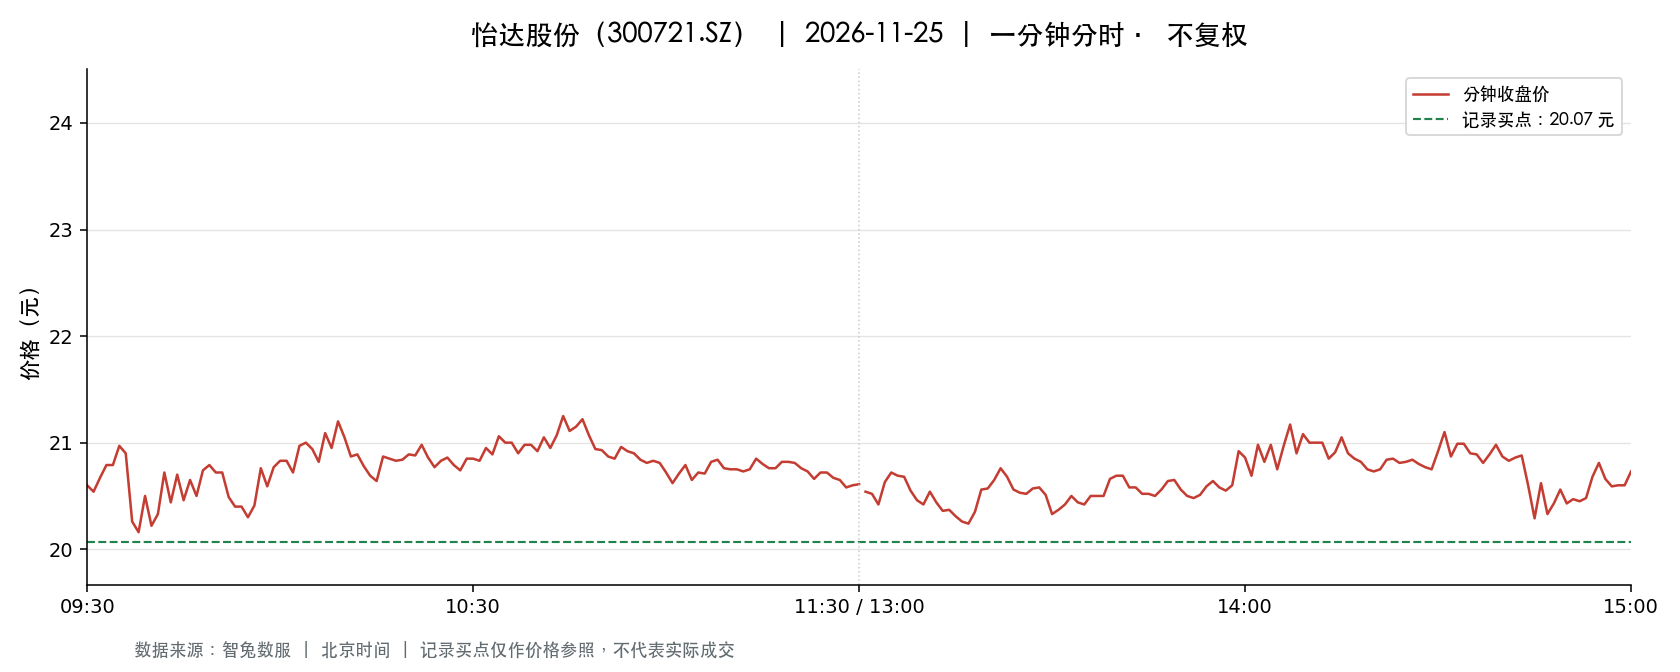 怡达股份（300721.SZ） | 2026-11-25 | 一分钟分时 · 不复权
分钟收盘价
记录买点：20.07 元
价格（元）
24
23
22
21
20
09:30
10:30
11:30 / 13:00
14:00
15:00
数据来源：智兔数服 | 北京时间 | 记录买点仅作价格参照，不代表实际成交